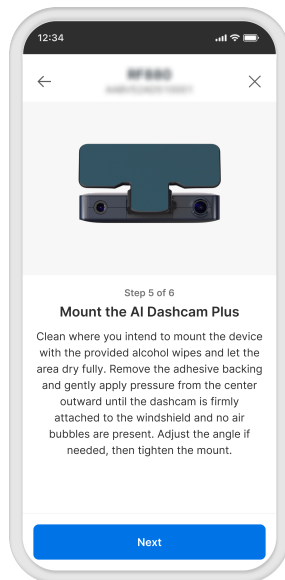 12:34
Step 5 of 6
Mount the AI Dashcam Plus
Clean where you intend to mount the device
with the provided alcohol wipes and let the
area dry fully. Remove the adhesive backing
and gently apply pressure from the center
outward until the dashcam is firmly
attached to the windshield and no air
bubbles are present. Adjust the angle if
needed, then tighten the mount.
Next